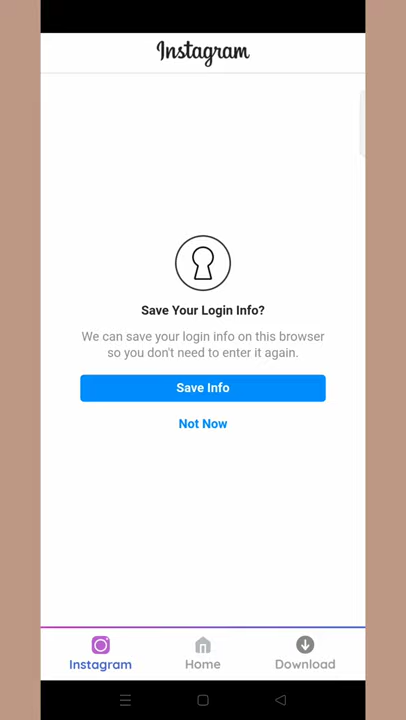 Instagram
Save Your Login Info?
We can save your login info on this browser
so you don't need to enter it again.
Save Info
Not Now
Instagram
Home
Download